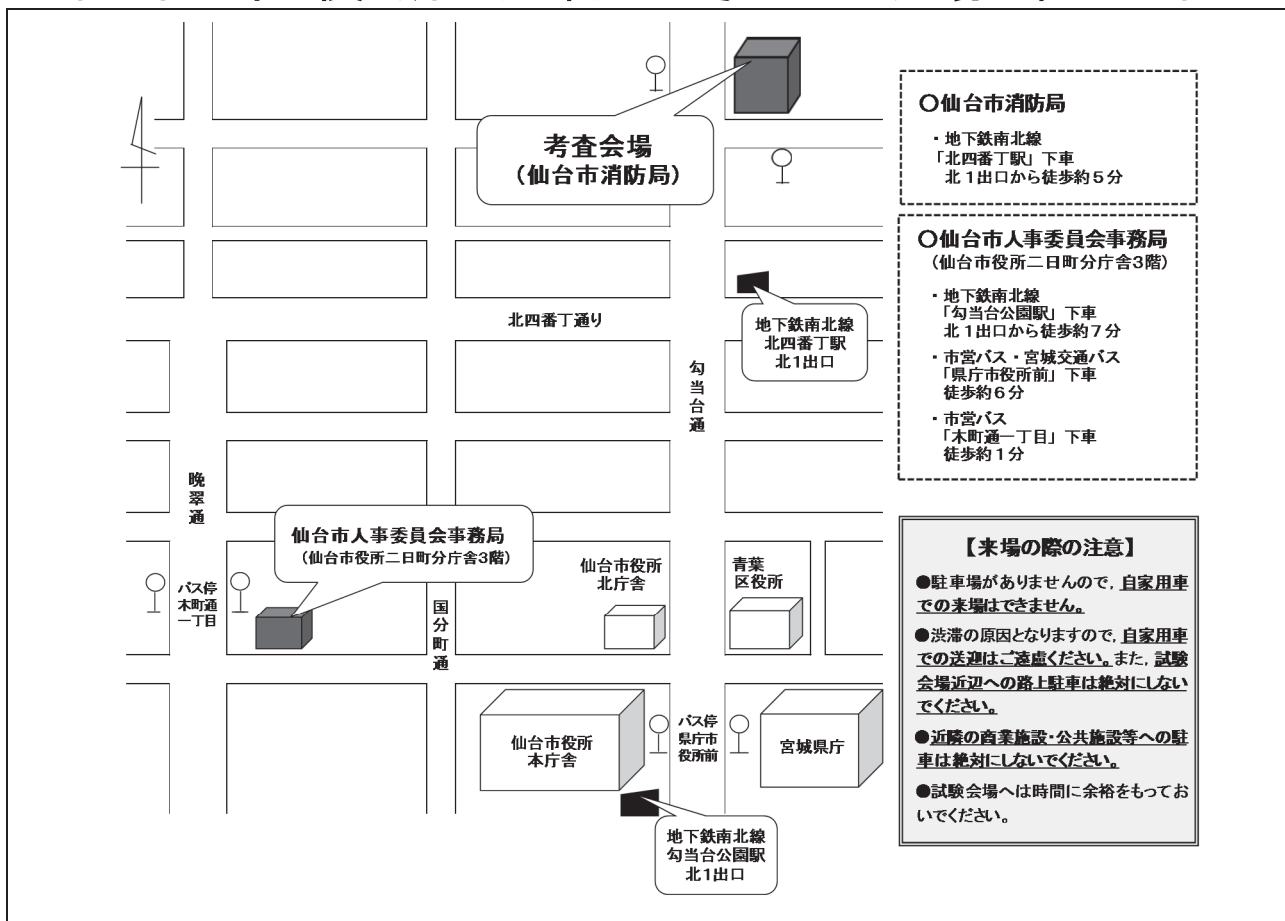 考査会場
(仙台市消防局)
北四番丁通り
地下鉄南北線
北四番丁駅
北1出口
勾当台通
晩翠通
仙台市人事委員会事務局
(仙台市役所二日町分庁舎3階)
バス停
木町通
一丁目
国分町通
仙台市役所
北庁舎
青葉
区役所
仙台市役所
本庁舎
バス停
県庁市
役所前
宮城県庁
地下鉄南北線
勾当台公園駅
北1出口
○仙台市消防局
・地下鉄南北線
「北四番丁駅」下車
北1出口から徒歩約5分
○仙台市人事委員会事務局
(仙台市役所二日町分庁舎3階)
・地下鉄南北線
「勾当台公園駅」下車
北1出口から徒歩約7分
・市営バス・宮城交通バス
「県庁市役所前」下車
徒歩約6分
・市営バス
「木町通一丁目」下車
徒歩約1分
【来場の際の注意】
●駐車場がありませんので,自家用車
での来場はできません。
●渋滞の原因となりますので,自家用車
での送迎はご遠慮ください。また,試験
会場近辺への路上駐車は絶対にしない
でください。
●近隣の商業施設・公共施設等への駐
車は絶対にしないでください。
●試験会場へは時間に余裕をもってお
いでください。